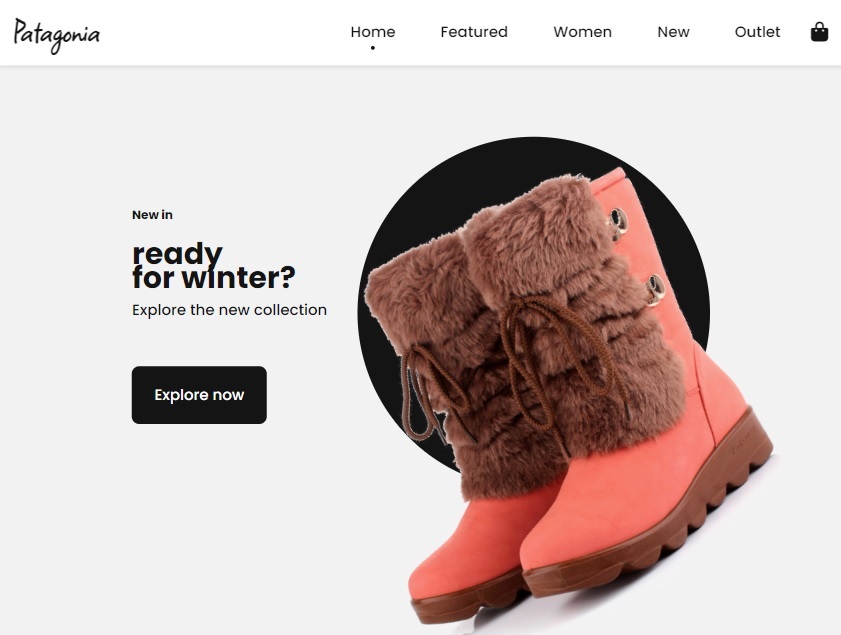 Patagonia
Home Featured Women New Outlet
New in
ready
for winter?
Explore the new collection
Explore now